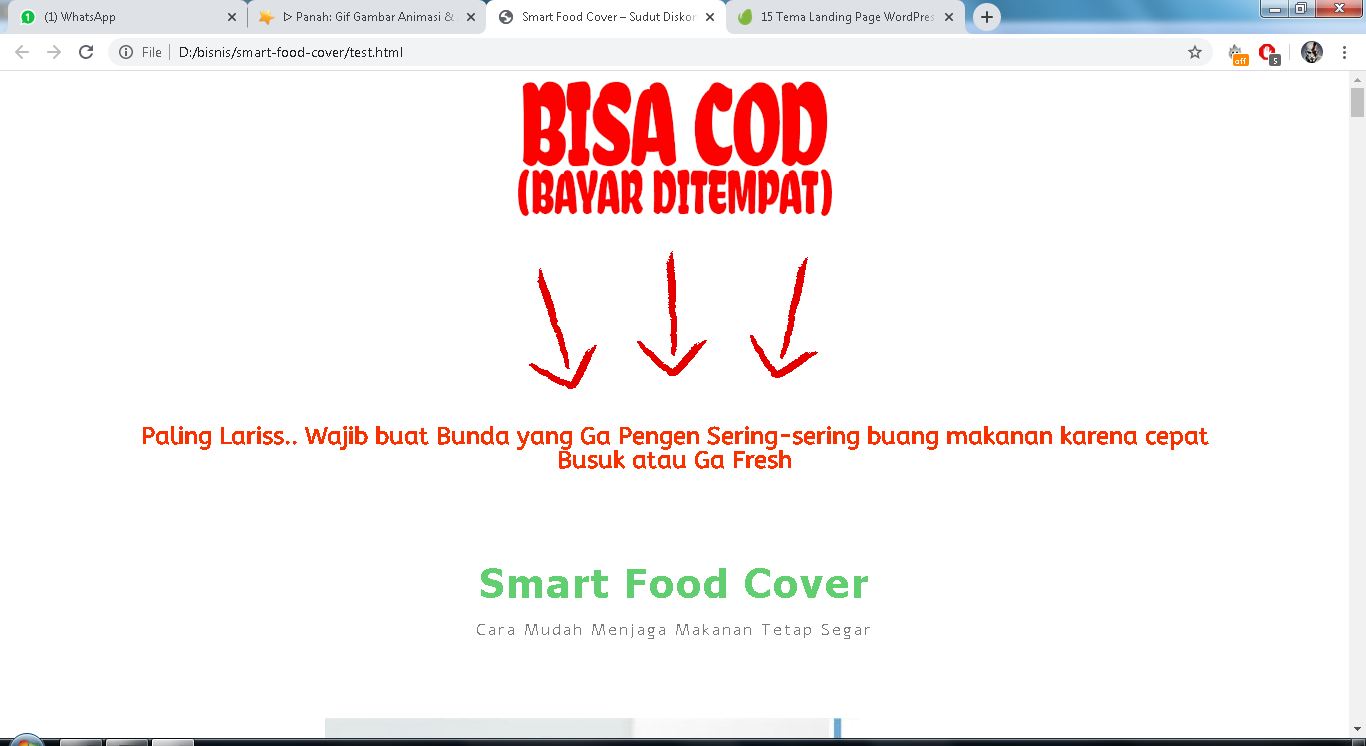 (1) WhatsApp
ᐅ Panah: Gif Gambar Animasi &
Smart Food Cover – Sudut Diskon
15 Tema Landing Page WordPres
File
D:/bisnis/smart-food-cover/test.html
off
5
BISA COD
(BAYAR DITEMPAT)
Paling Lariss.. Wajib buat Bunda yang Ga Pengen Sering-sering buang makanan karena cepat
Busuk atau Ga Fresh
Smart Food Cover
Cara Mudah Menjaga Makanan Tetap Segar